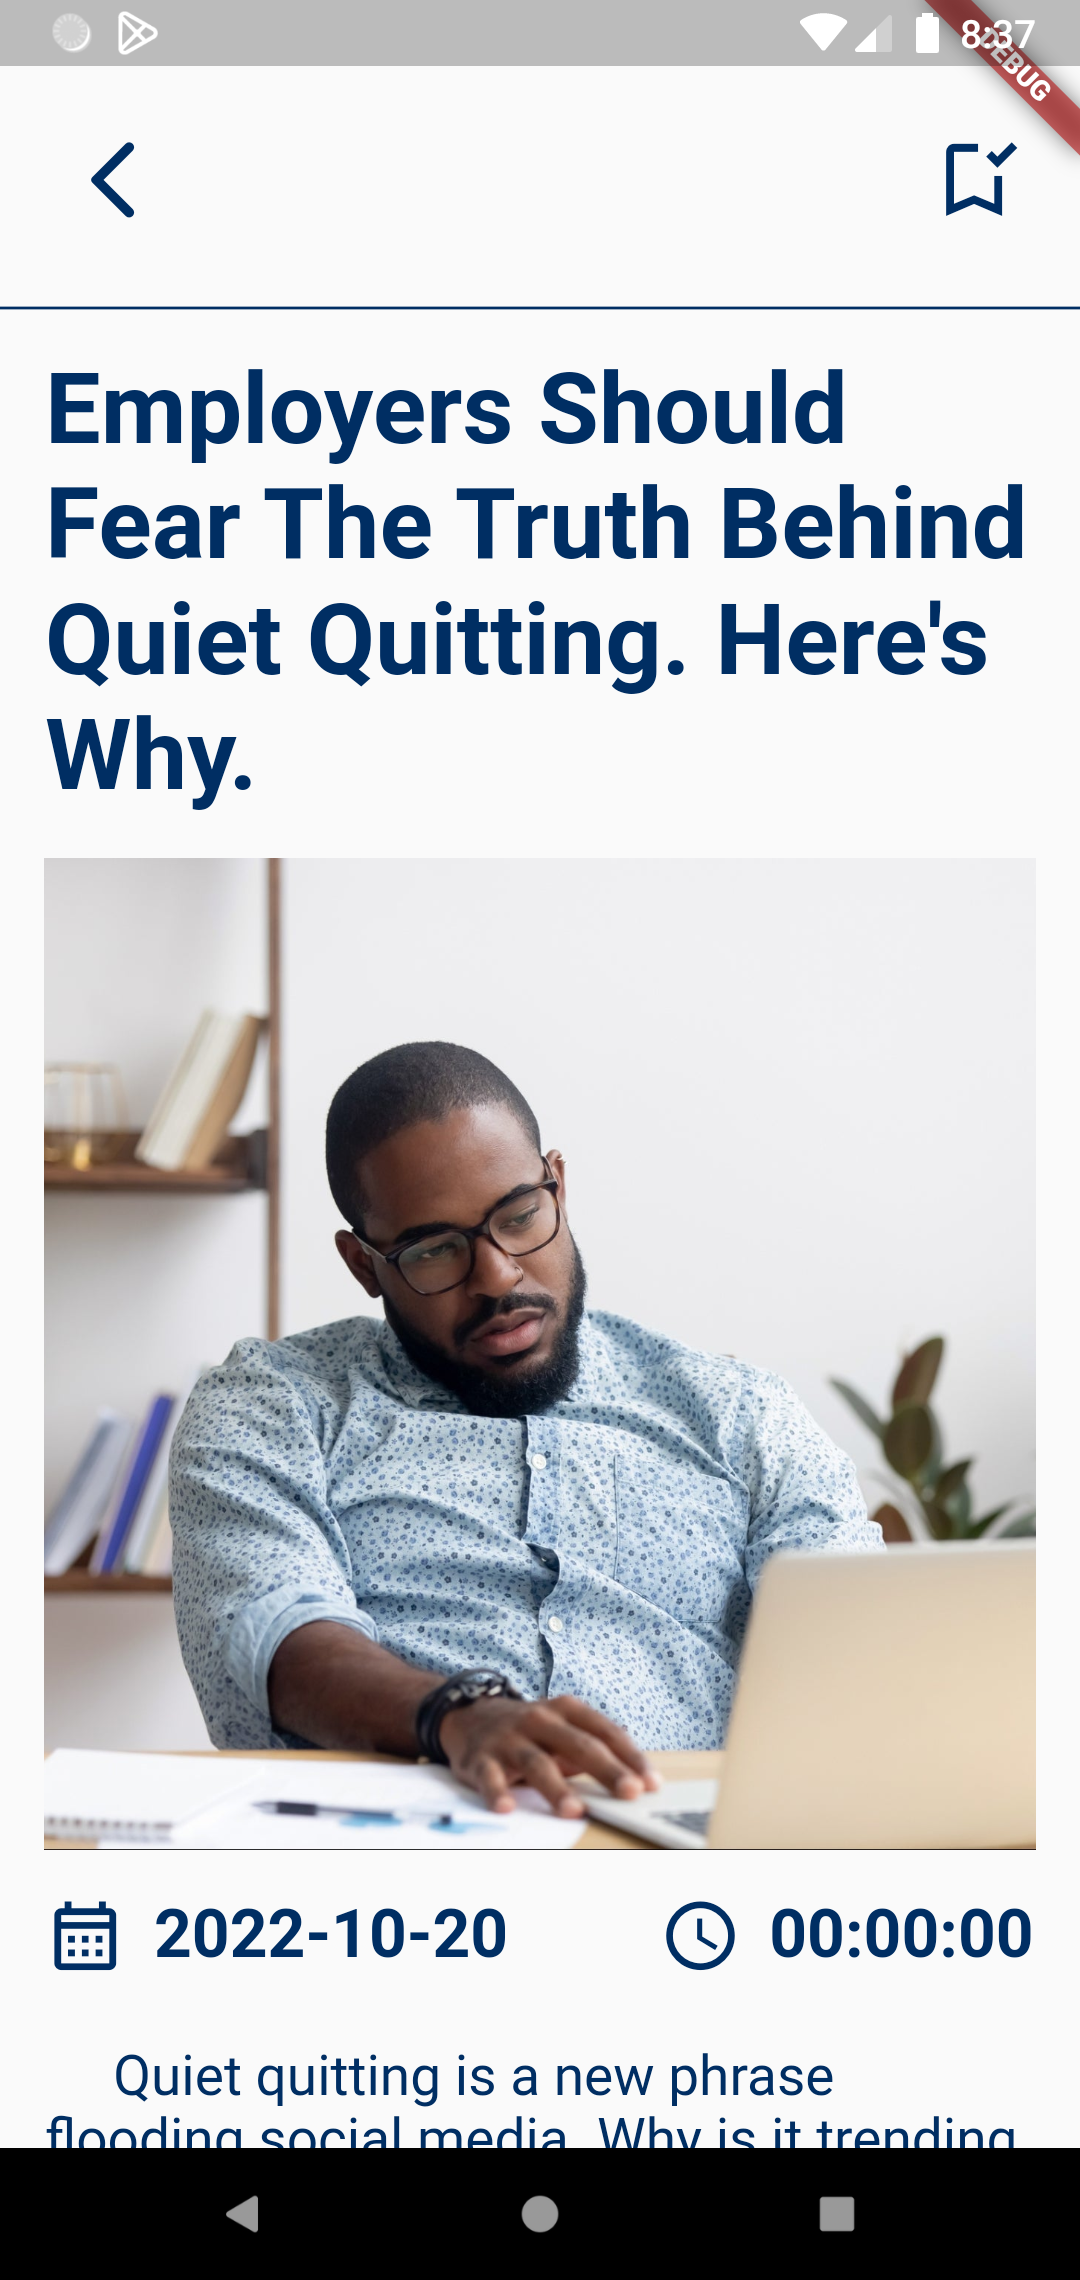 8:37
DEBUG
Employers Should
Fear The Truth Behind
Quiet Quitting. Here's
Why.
2022-10-20
00:00:00
Quiet quitting is a new phrase
flooding social media. Why is it trending